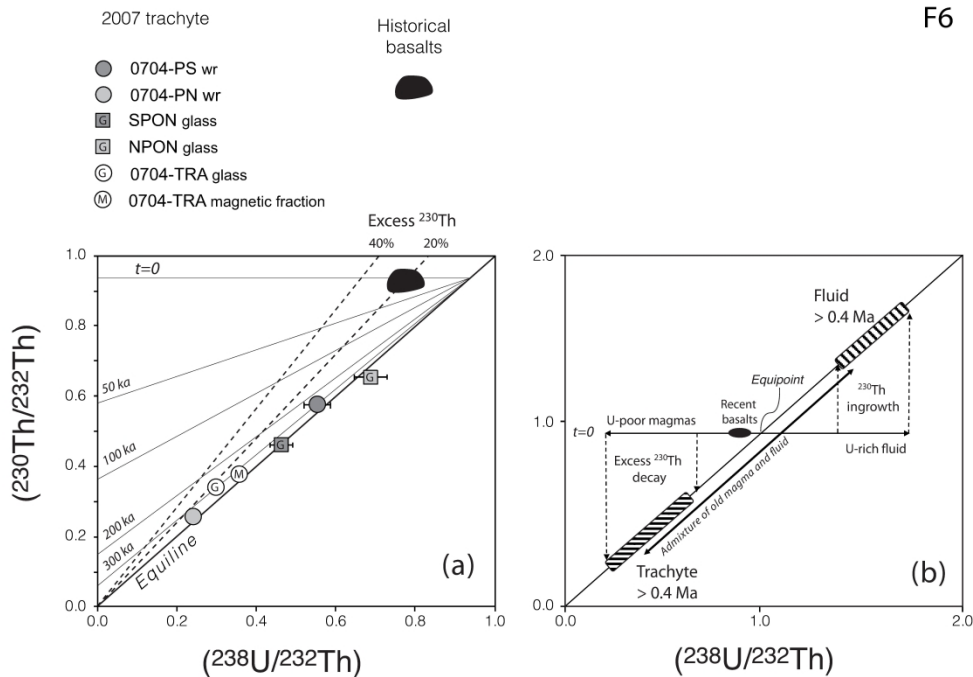 F6
2007 trachyte
Historical
basalts
0704-PS wr
0704-PN wr
G SPON glass
G NPON glass
G 0704-TRA glass
M 0704-TRA magnetic fraction
Excess ²³⁰Th
40% 20%
1.0
0.8
0.6
0.4
0.2
0.0
t=0
50 ka
100 ka
200 ka
300 ka
G
G
G
M
Equiline
(a)
0.0 0.2 0.4 0.6 0.8 1.0
(²³⁰Th/²³²Th)
(²³⁸U/²³²Th)
2.0
1.0
0.0
Fluid
> 0.4 Ma
Equipoint
Recent
basalts
²³⁰Th
ingrowth
t=0
U-poor magmas
U-rich fluid
Excess ²³⁰Th
decay
Admixture of old magma and fluid
Trachyte
> 0.4 Ma
(b)
0.0 1.0 2.0
(²³⁸U/²³²Th)